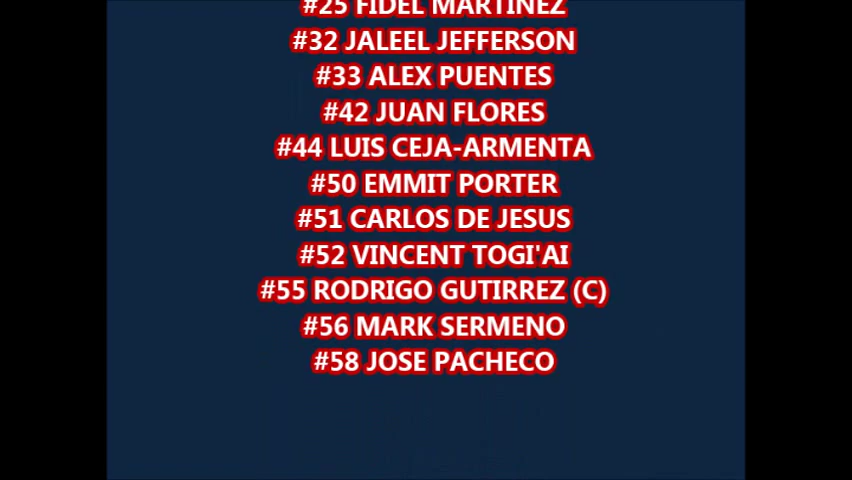 #25 FIDEL MARTINEZ
#32 JALEEL JEFFERSON
#33 ALEX PUENTES
#42 JUAN FLORES
#44 LUIS CEJA-ARMENTA
#50 EMMIT PORTER
#51 CARLOS DE JESUS
#52 VINCENT TOGI'AI
#55 RODRIGO GUTIRREZ (C)
#56 MARK SERMENO
#58 JOSE PACHECO